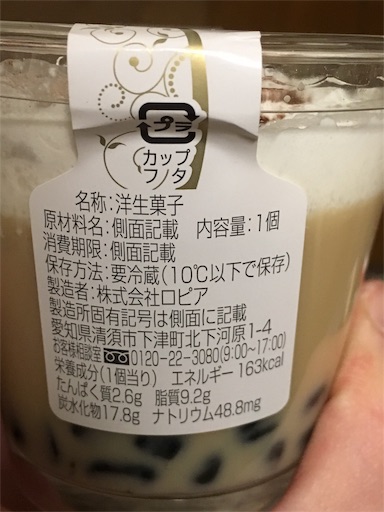 プラ
カップ
フタ
名称:洋生菓子
原材料名:側面記載 内容量:1個
消費期限:側面記載
保存方法:要冷蔵(10℃以下で保存)
製造者:株式会社ロピア
製造所固有記号は側面に記載
愛知県清須市下津町北下河原1-4
お客様相談室 0120-22-3080(9:00~17:00)
栄養成分(1個当り) エネルギー163kcal
たんぱく質2.6g 脂質9.2g
炭水化物17.8g ナトリウム48.8mg